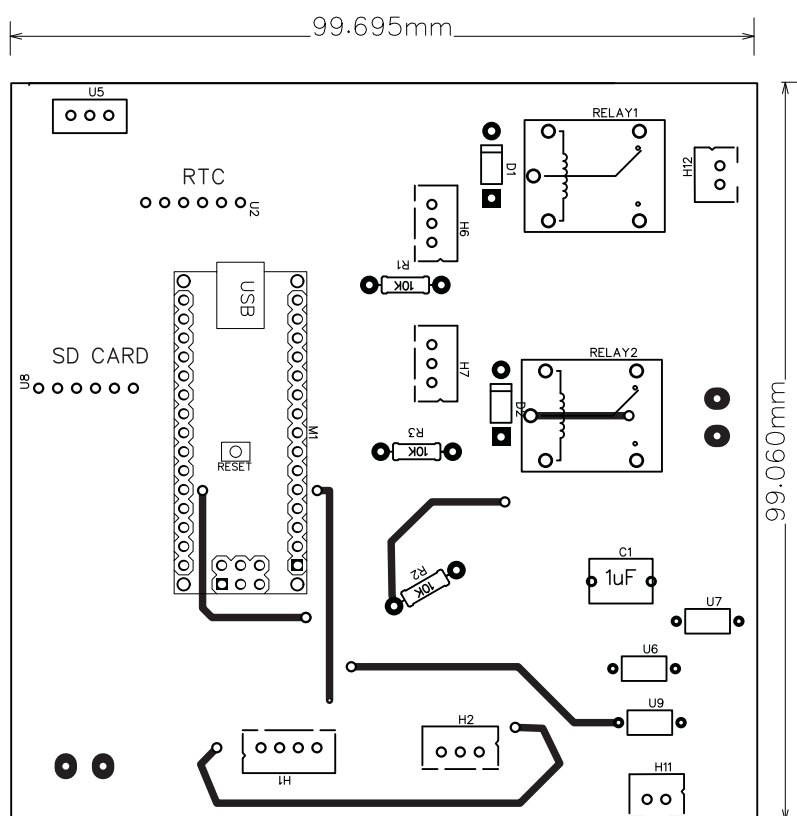 99.695mm
U5
RELAY1
D1
H12
RTC
U2
H6
R1
10K
USB
99.060mm
SD CARD
U8
RELAY2
H7
D2
M1
R3
10K
RESET
C1
1uF
R2
10K
U7
U6
U9
H2
H1
H11